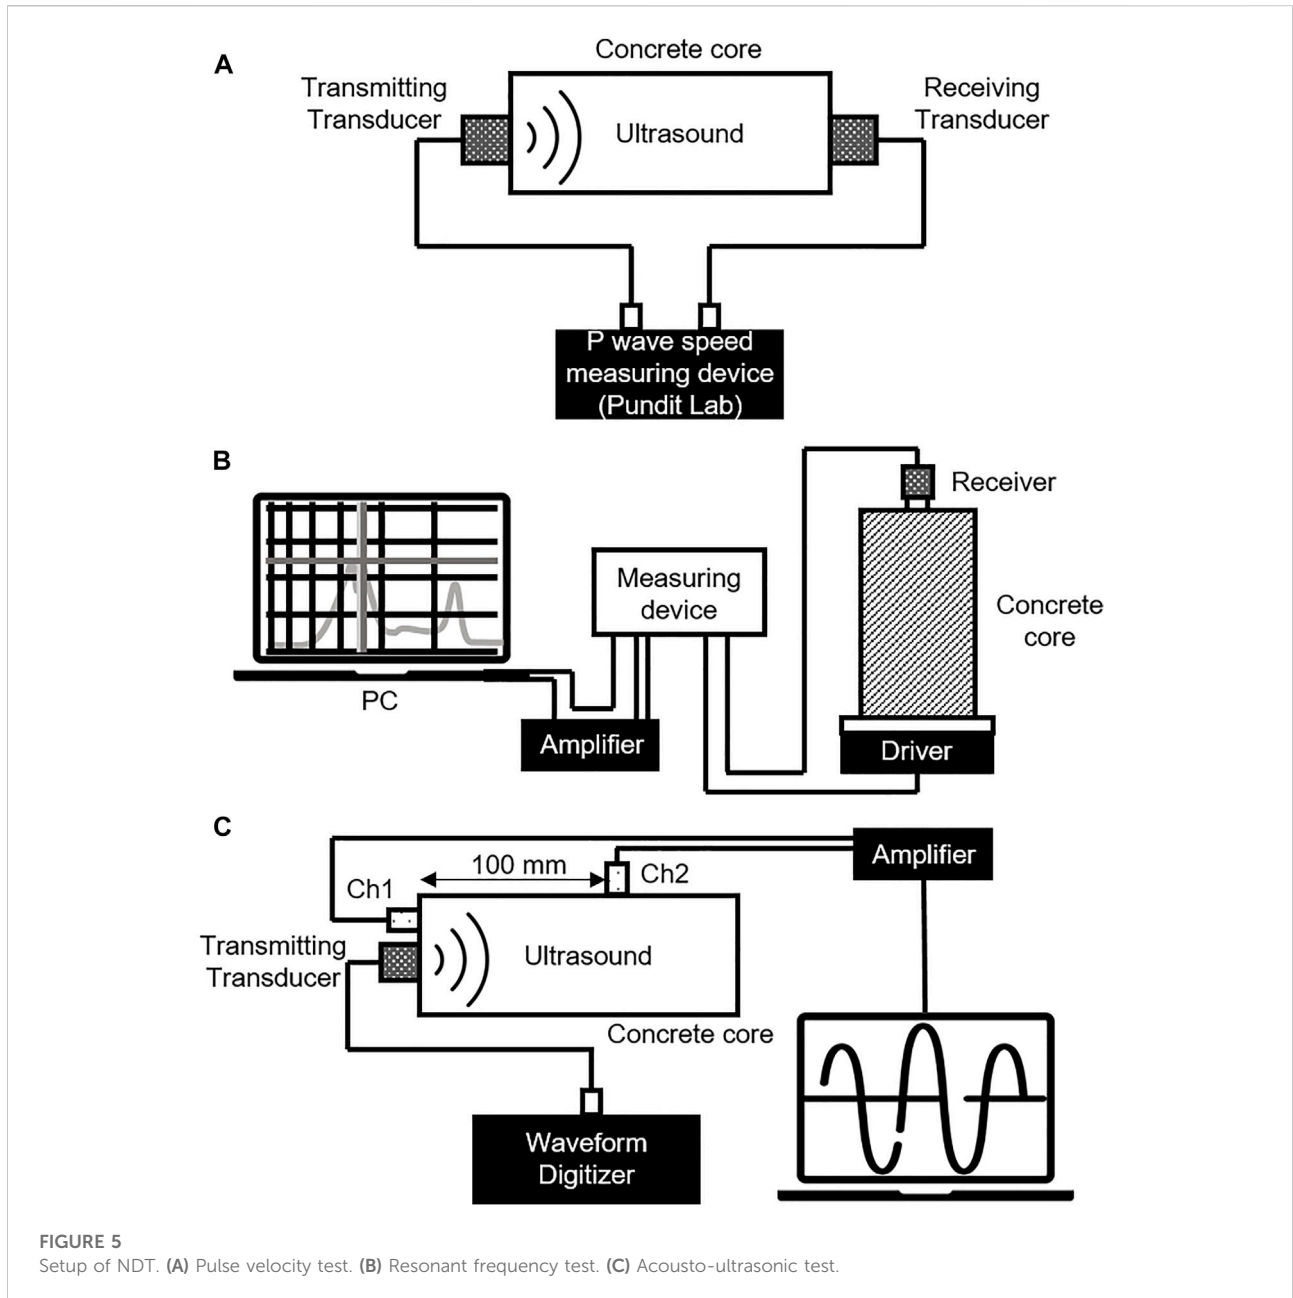 A
Concrete core
Transmitting
Transducer
Receiving
Transducer
Ultrasound
P wave speed
measuring device
(Pundit Lab)
B
Receiver
Measuring
device
Concrete
core
PC
Amplifier
Driver
C
Amplifier
100 mm
Ch1
Ch2
Transmitting
Transducer
Ultrasound
Concrete core
Waveform
Digitizer
FIGURE 5
Setup of NDT. (A) Pulse velocity test. (B) Resonant frequency test. (C) Acousto-ultrasonic test.